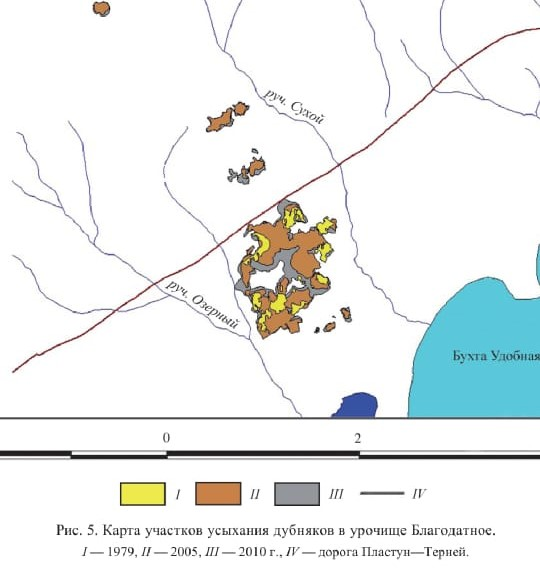 руч. Сухой
руч. Озерный
Бухта Удобная
0 2
I II III IV
Рис. 5. Карта участков усыхания дубняков в урочище Благодатное.
I — 1979, II — 2005, III — 2010 г., IV — дорога Пластун—Терней.